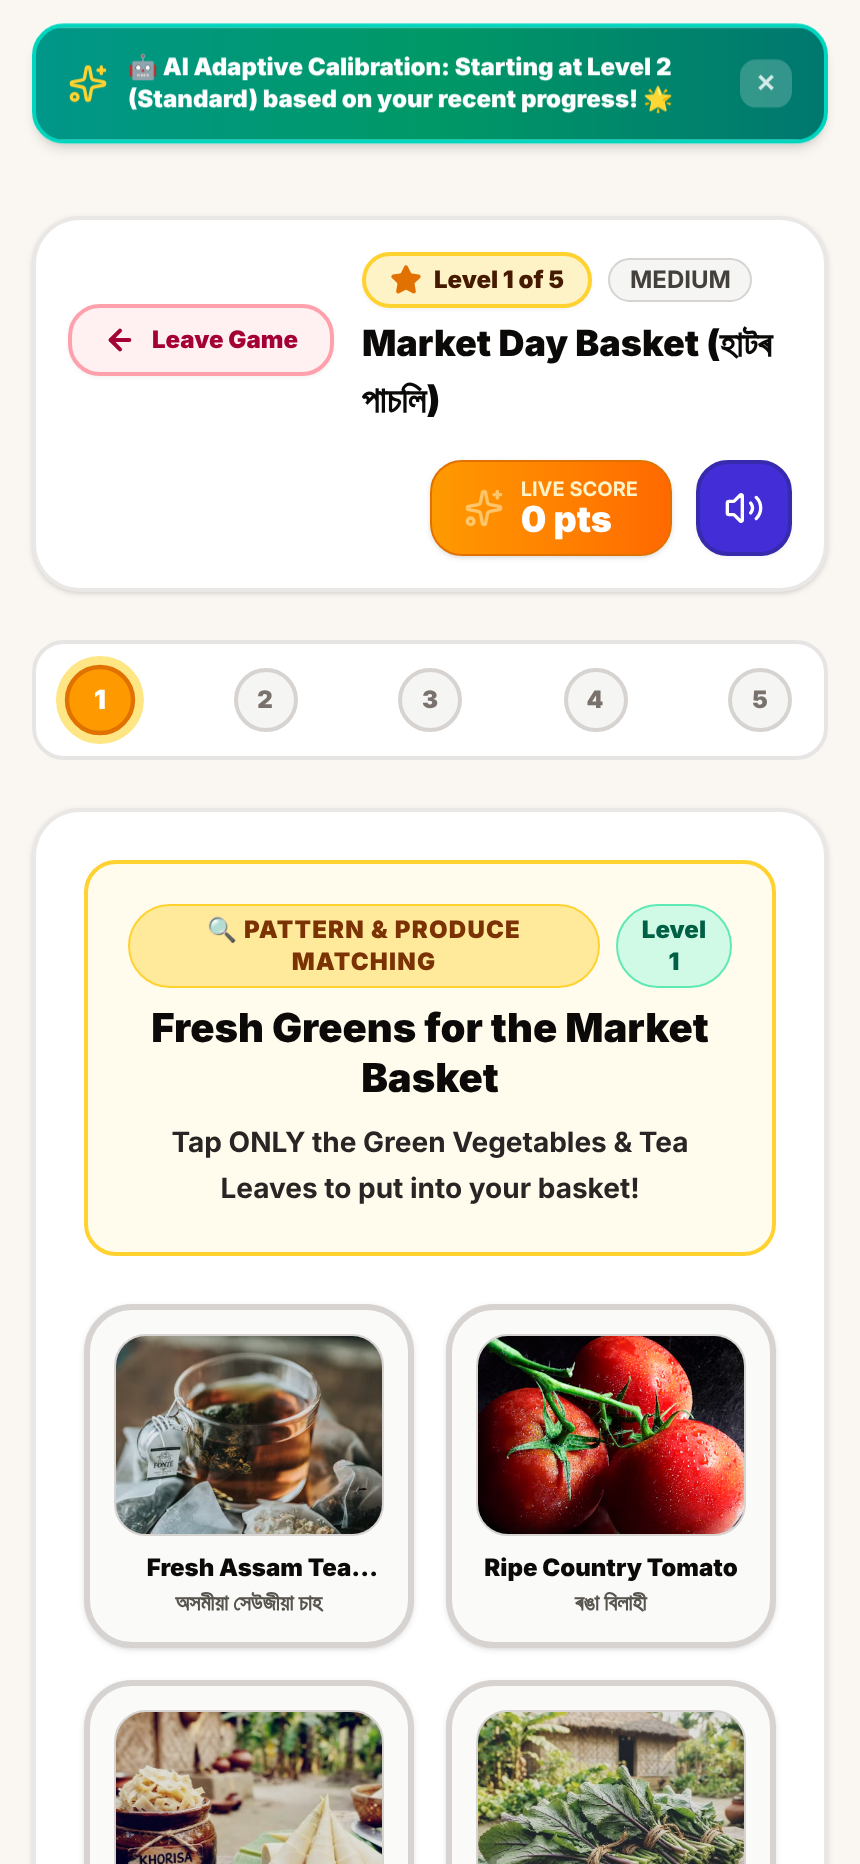 🤖 AI Adaptive Calibration: Starting at Level 2
(Standard) based on your recent progress! 🌟
×
Level 1 of 5
MEDIUM
← Leave Game
Market Day Basket (হাটৰ
পাচলি)
LIVE SCORE
0 pts
1
2
3
4
5
🔍 PATTERN & PRODUCE
MATCHING
Level
1
Fresh Greens for the Market
Basket
Tap ONLY the Green Vegetables & Tea
Leaves to put into your basket!
Fresh Assam Tea...
অসমীয়া সেউজীয়া চাহ
Ripe Country Tomato
ৰঙা বিলাহী
KHORISA